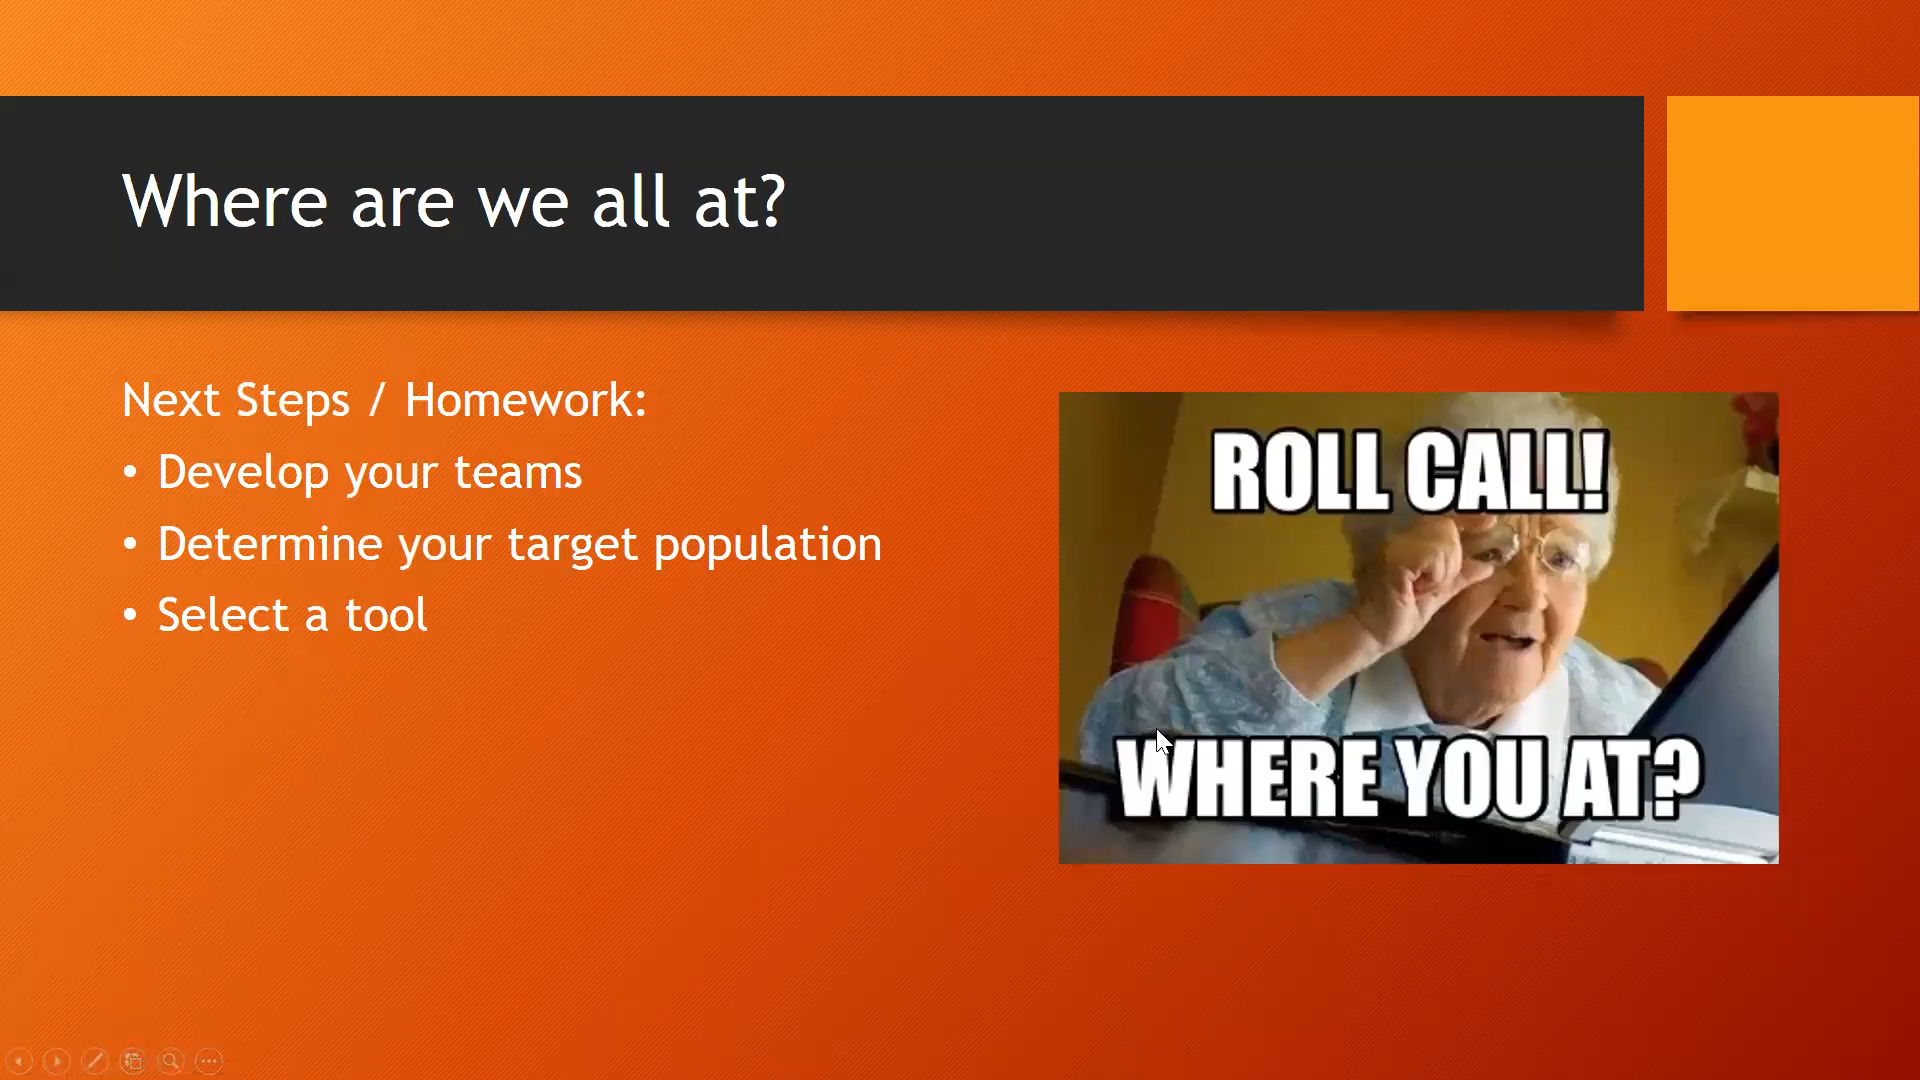 Where are we all at?
Next Steps / Homework:
• Develop your teams
• Determine your target population
• Select a tool
ROLL CALL!
WHERE YOU AT?